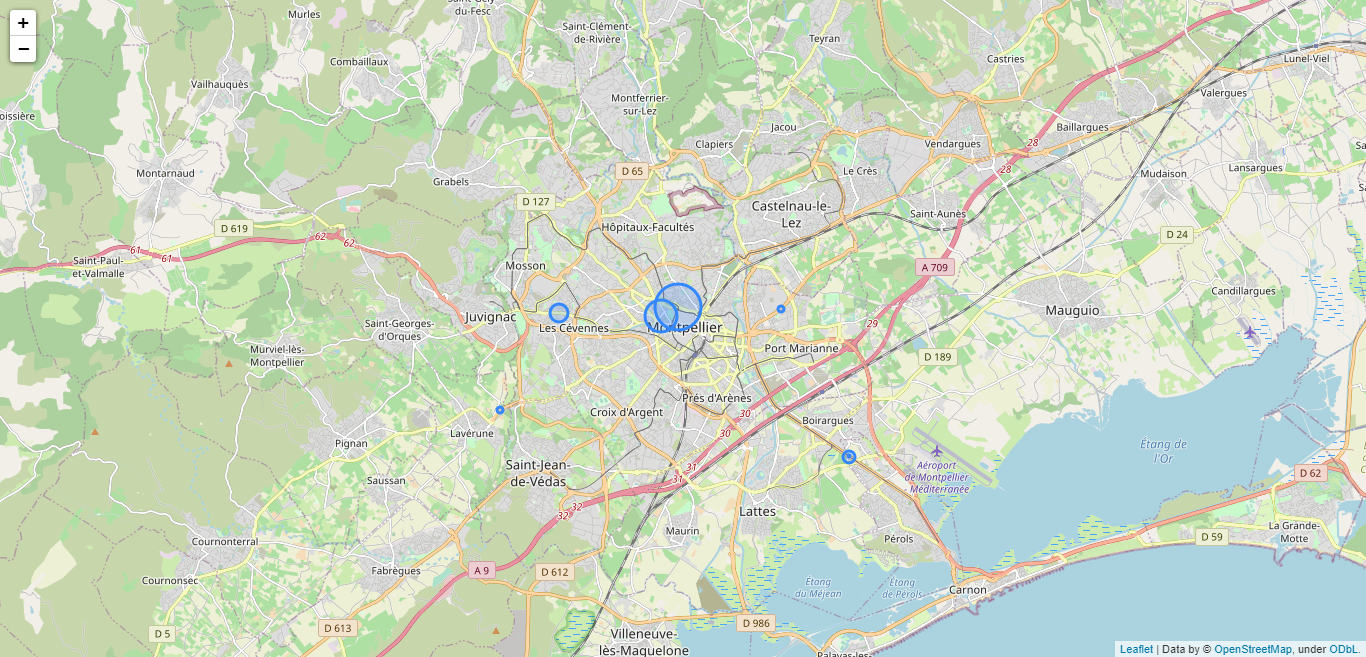 +
−
Murles
Saint-Gély-
du-Fesc
Saint-Clément-
de-Rivière
Teyran
Castries
Lunel-Viel
Combaillaux
Vailhauquès
Valergues
Montferrier-
sur-Lez
Jacou
Baillargues
Clapiers
Vendargues
28
28
Le Crès
Lansargues
Mudaison
Montarnaud
Grabels
D 65
D 127
Castelnau-le-
Lez
Saint-Aunès
D 619
Hôpitaux-Facultés
D 24
62
62
61
61
Saint-Paul-
et-Valmalle
Mosson
A 709
Candillargues
Mauguio
Juvignac
Saint-Georges-
d'Orques
Les Cévennes
Montpellier
29
Port Marianne
D 189
Murviel-lès-
Montpellier
Prés d'Arènes
Croix d'Argent
30
30
Boirargues
Lavérune
Pignan
Étang de
l'Or
Saint-Jean-
de-Védas
31
31
Aéroport
de Montpellier
Méditerranée
D 62
Saussan
32
32
Lattes
Maurin
Pérols
La Grande-
Motte
D 59
Cournonterral
Fabrègues
A 9
D 612
Cournonsec
Étang
du Méjean
Étang
de Pérols
Carnon
D 5
D 613
D 986
Villeneuve-
lès-Maguelone
Palavas-les-
Leaflet | Data by © OpenStreetMap, under ODbL.